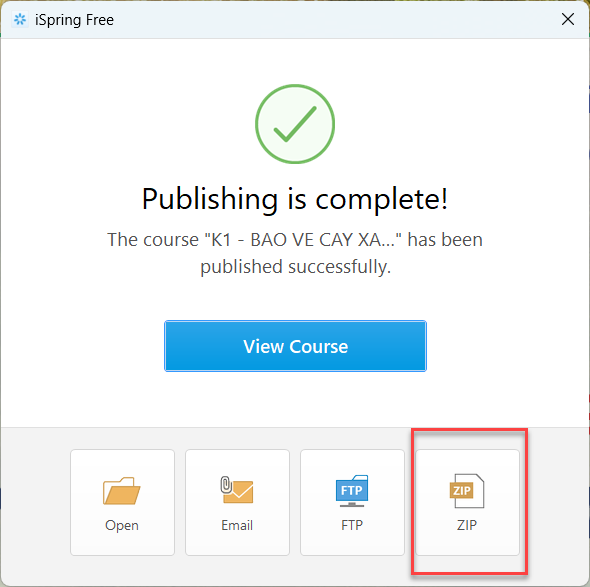 iSpring Free
Publishing is complete!
The course "K1 - BAO VE CAY XA..." has been
published successfully.
View Course
FTP
ZIP
Open
Email
FTP
ZIP